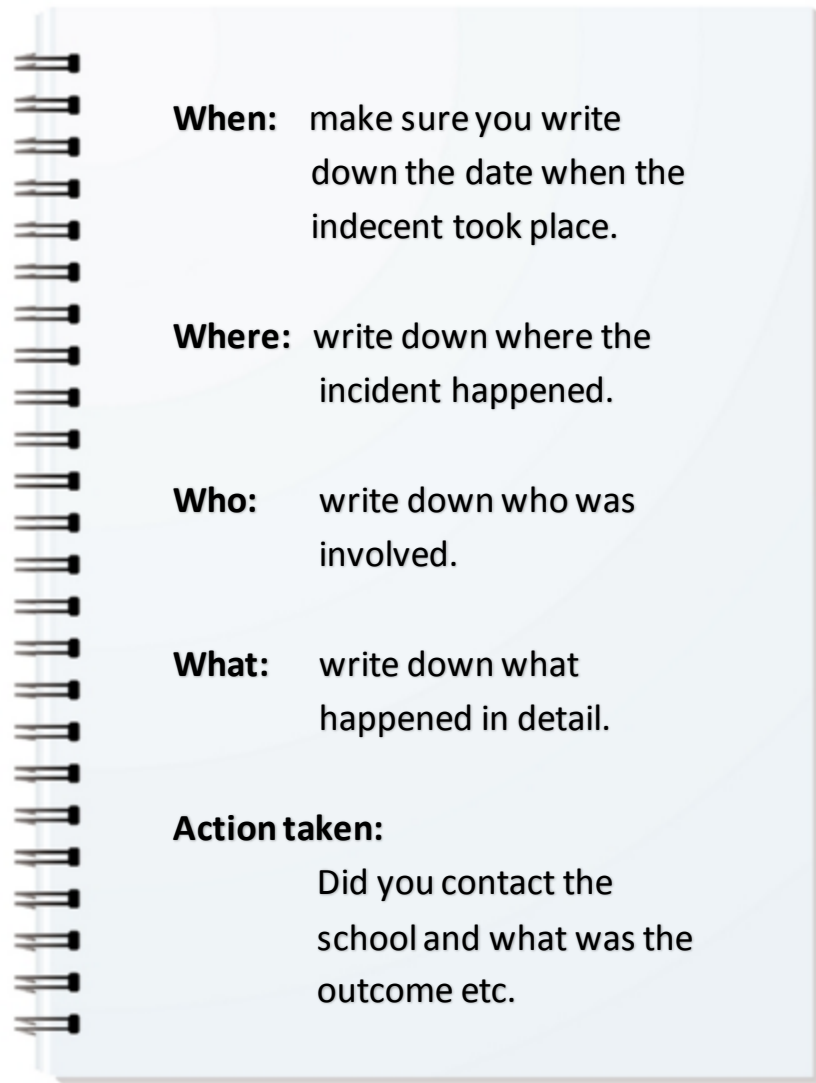 When: make sure you write
down the date when the
indecent took place.
Where: write down where the
incident happened.
Who: write down who was
involved.
What: write down what
happened in detail.
Action taken:
Did you contact the
school and what was the
outcome etc.